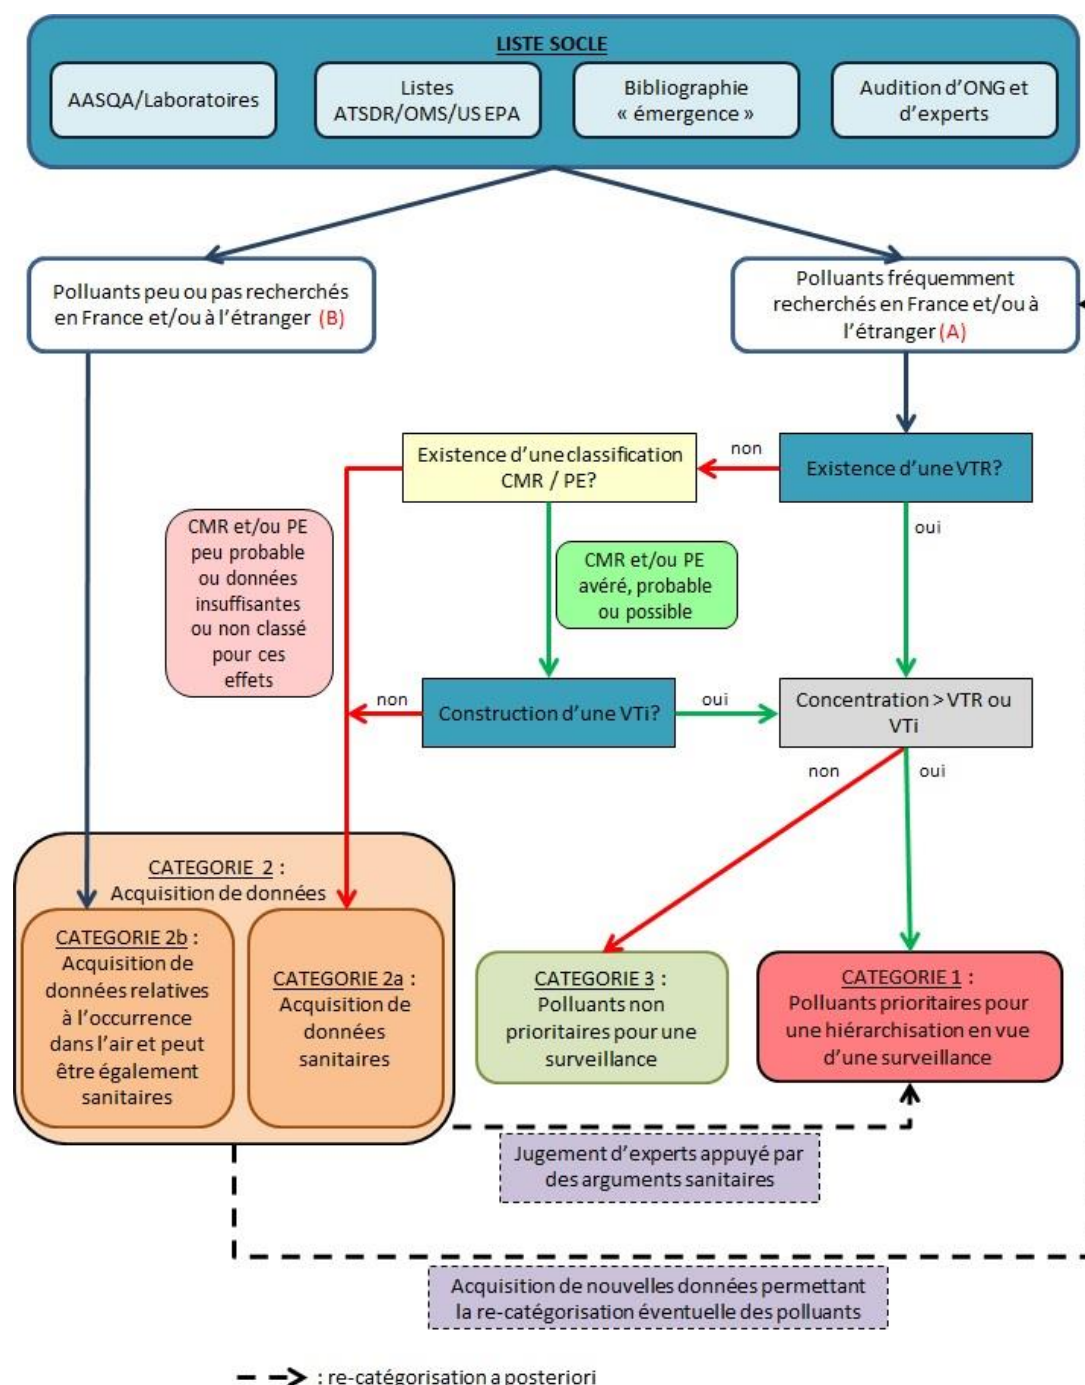 LISTE SOCLE
AASQA/Laboratoires
Listes
ATSDR/OMS/US EPA
Bibliographie
« émergence »
Audition d'ONG et
d'experts
Polluants peu ou pas recherchés
en France et/ou à l'étranger (B)
Polluants fréquemment
recherchés en France et/ou à
l'étranger (A)
Existence d'une classification
CMR / PE?
non
Existence d'une VTR?
oui
CMR et/ou PE
peu probable
ou données
insuffisantes
ou non classé
pour ces
effets
CMR et/ou PE
avéré, probable
ou possible
non
Construction d'une VTi?
oui
Concentration > VTR ou
VTi
non
oui
CATEGORIE 2 :
Acquisition de données
CATEGORIE 2b :
Acquisition de
données relatives
à l'occurrence
dans l'air et peut
être également
sanitaires
CATEGORIE 2a :
Acquisition de
données
sanitaires
CATEGORIE 3 :
Polluants non
prioritaires pour une
surveillance
CATEGORIE 1 :
Polluants prioritaires pour
une hiérarchisation en vue
d'une surveillance
Jugement d'experts appuyé par
des arguments sanitaires
Acquisition de nouvelles données permettant
la re-catégorisation éventuelle des polluants
: re-catégorisation a posteriori